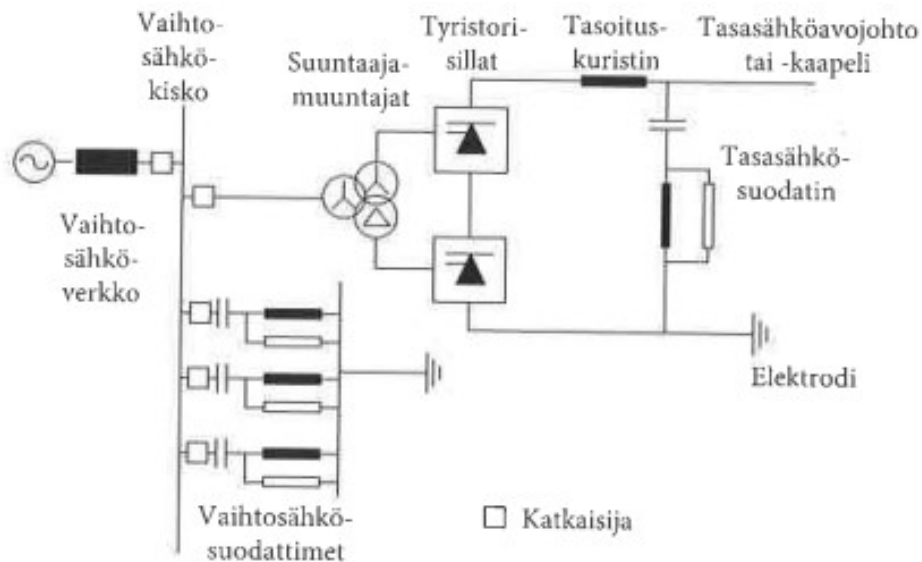 Vaihto-
sähkö-
kisko
Suuntaaja-
muuntajat
Tyristori-
sillat
Tasoitus-
kuristin
Tasasähköavojohto
tai -kaapeli
Tasasähkö-
suodatin
Vaihto-
sähkö-
verkko
Elektrodi
Vaihtosähkö-
suodattimet
Katkaisija